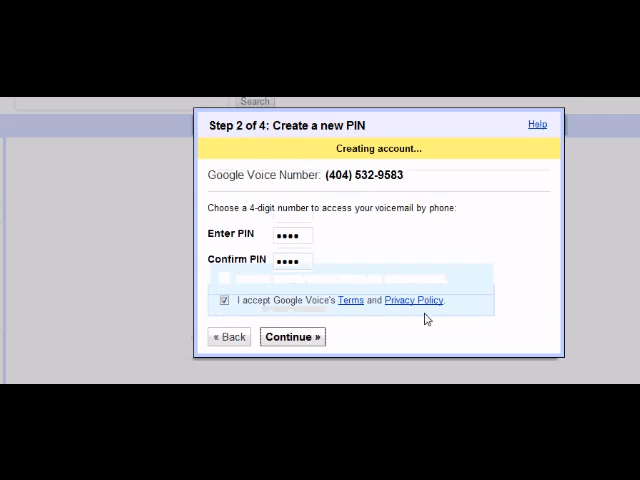 Search
Step 2 of 4: Create a new PIN
Help
Creating account...
Google Voice Number: (404) 532-9583
Choose a 4-digit number to access your voicemail by phone:
Enter PIN
Confirm PIN
I accept Google Voice's Terms and Privacy Policy.
« Back
Continue »